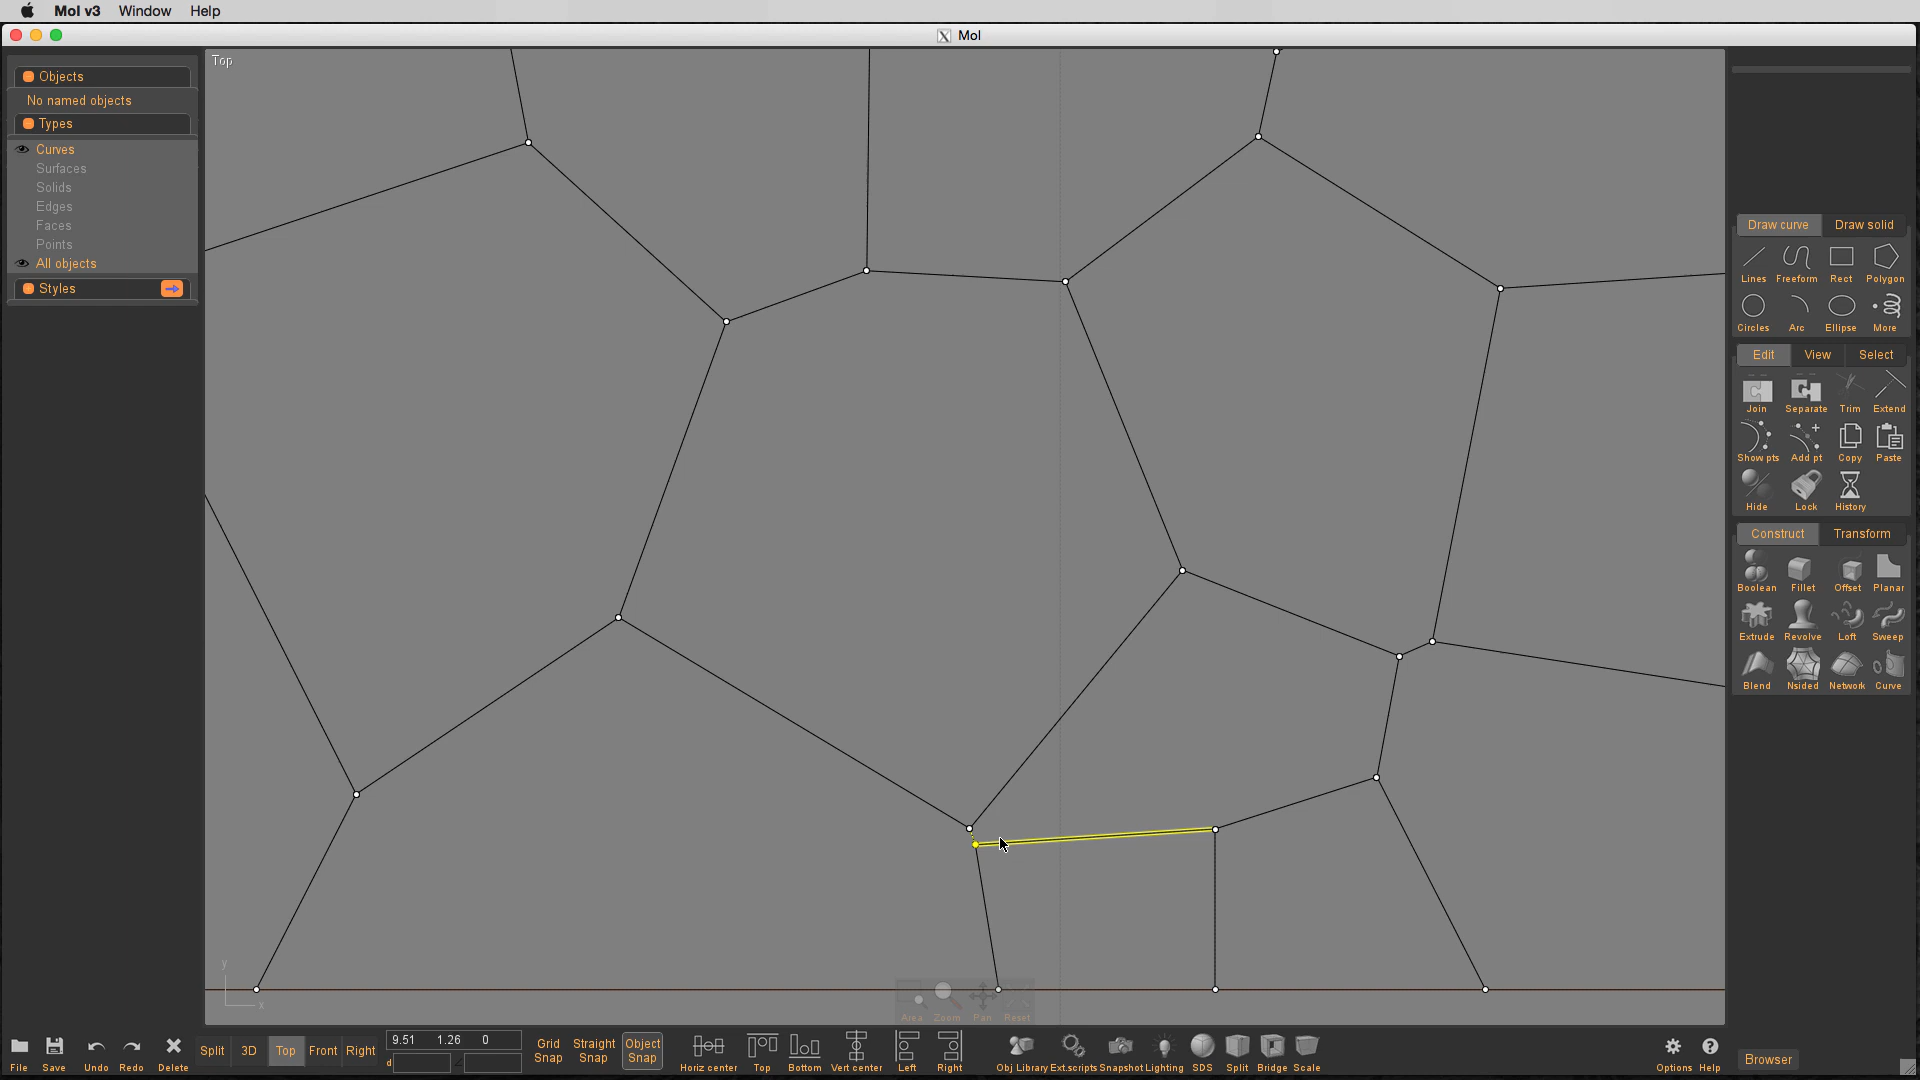 MoI v3 Window Help
MoI
Top
Objects
No named objects
Types
Curves
Surfaces
Solids
Edges
Faces
Points
All objects
Styles
Draw curve Draw solid
Lines Freeform Rect Polygon
Circles Arc Ellipse More
Edit View Select
Join Separate Trim Extend
Show pts Add pt Copy Paste
Hide Lock History
Construct Transform
Boolean Fillet Offset Planar
Extrude Revolve Loft Sweep
Blend Nsided Network Curve
y
x
Area Zoom Pan Reset
File Save Undo Redo Delete
Split 3D Top Front Right
9.51 1.26 0
d
Grid Snap Straight Snap Object Snap
Horiz center Top Bottom Vert center Left Right
Obj Library Ext.scripts Snapshot Lighting SDS Split Bridge Scale
Options Help
Browser